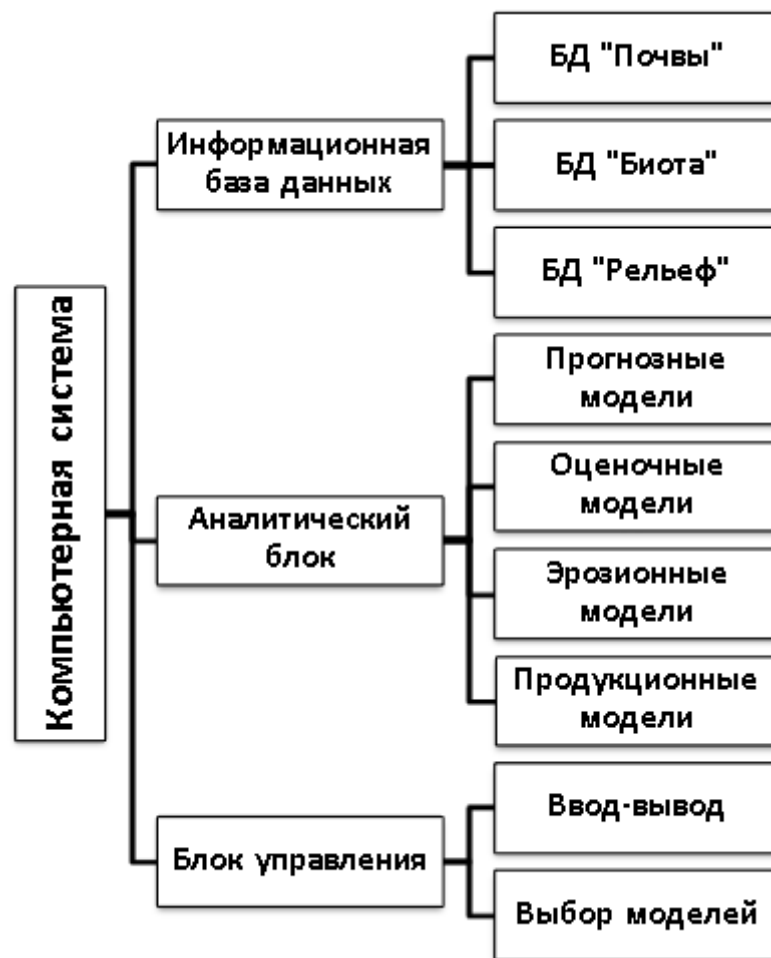 Компьютерная система
Информационная
база данных
БД "Почвы"
БД "Биота"
БД "Рельеф"
Аналитический
блок
Прогнозные
модели
Оценочные
модели
Эрозионные
модели
Продукционные
модели
Блок управления
Ввод-вывод
Выбор моделей